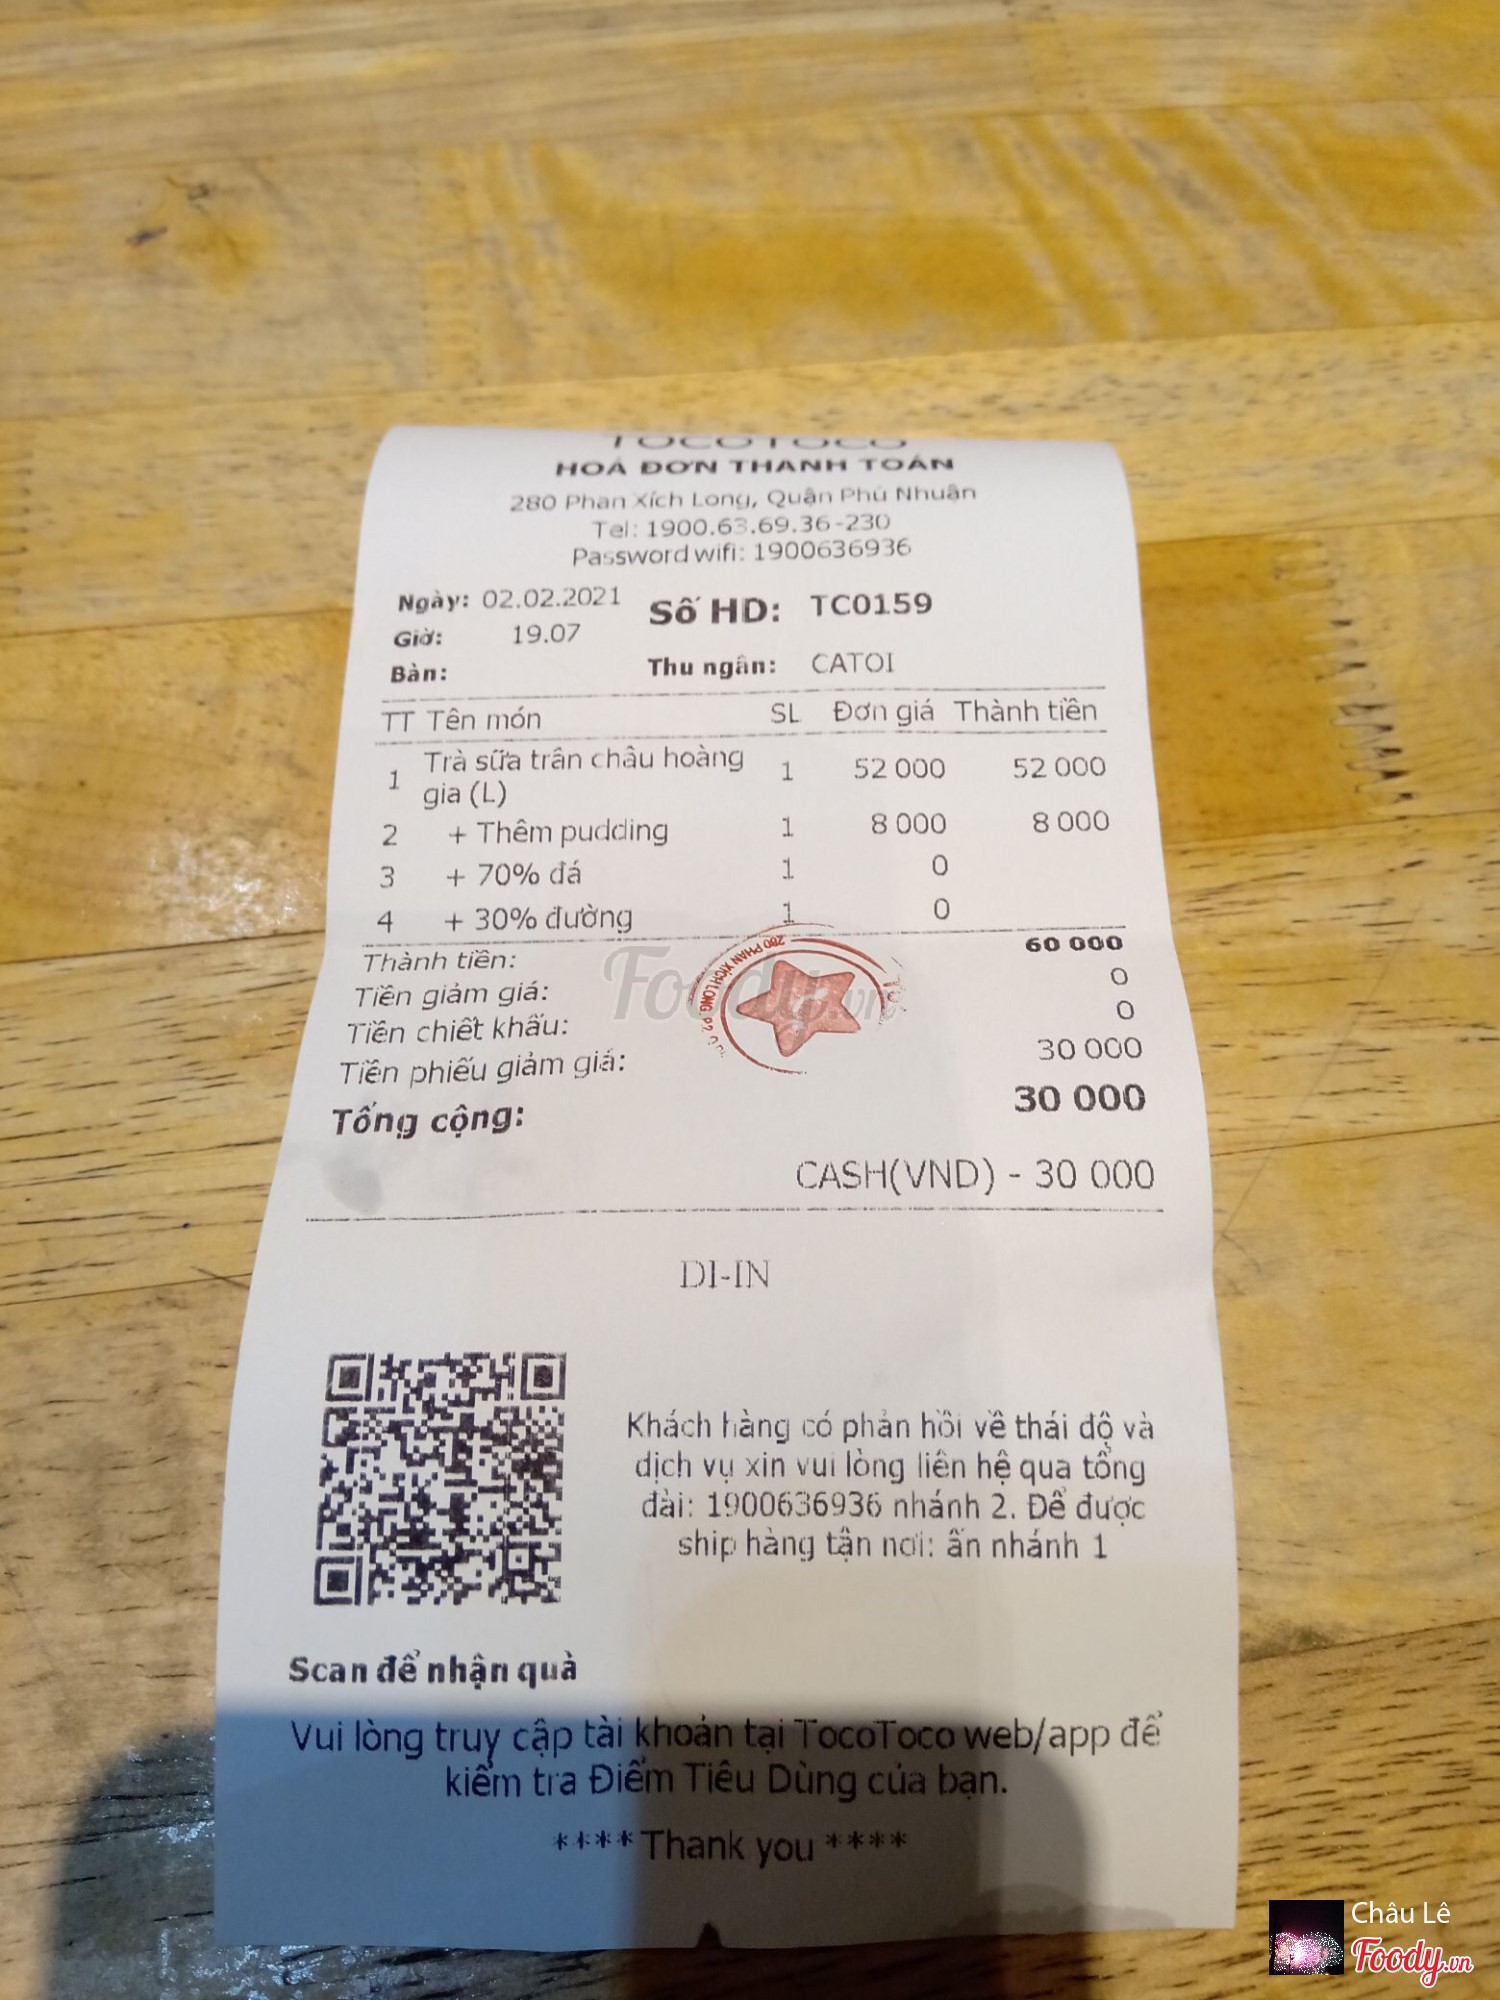 TOCOTOCO
HOÁ ĐƠN THANH TOÁN
280 Phan Xích Long, Quận Phú Nhuận
Tel: 1900.63.69.36-230
Password wifi: 1900636936
Ngày: 02.02.2021 Số HD: TC0159
Giờ: 19.07
Bàn: Thu ngân: CATOI
TT Tên món SL Đơn giá Thành tiền
1 Trà sữa trân châu hoàng gia (L) 1 52 000 52 000
2 + Thêm pudding 1 8 000 8 000
3 + 70% đá 1 0
4 + 30% đường 1 0
Thành tiền: 60 000
Tiền giảm giá: 0
Tiền chiết khấu: 0
Tiền phiếu giảm giá: 30 000
Tổng cộng: 30 000
280 PHAN XÍCH LONG P2
Foody.vn
CASH(VND) - 30 000
DI-IN
Khách hàng có phản hồi về thái độ và
dịch vụ xin vui lòng liên hệ qua tổng
đài: 1900636936 nhánh 2. Để được
ship hàng tận nơi: ấn nhánh 1
Scan để nhận quà
Vui lòng truy cập tài khoản tại TocoToco web/app để
kiểm tra Điểm Tiêu Dùng của bạn.
**** Thank you ****
Châu Lê
Foody.vn